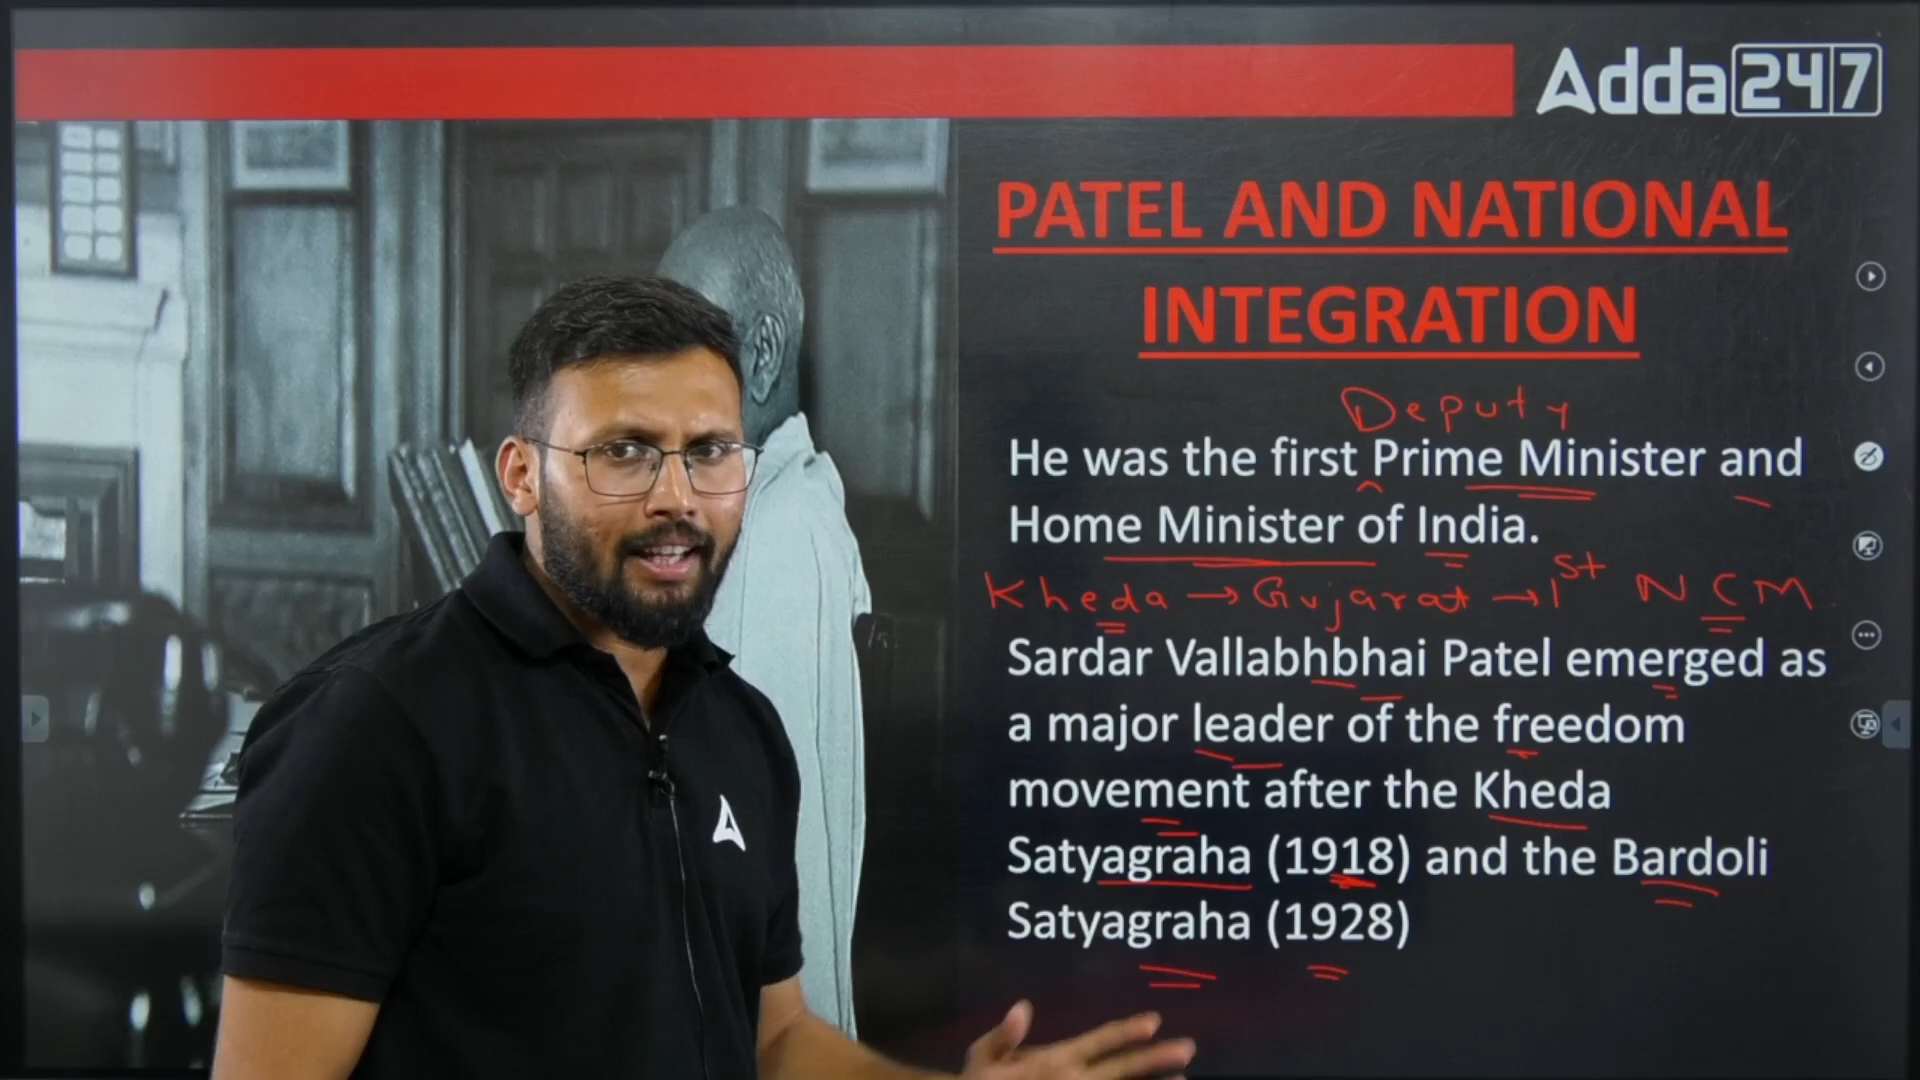 Adda247
PATEL AND NATIONAL
INTEGRATION
Deputy
He was the first Prime Minister and
Home Minister of India.
Kheda → Gujarat → 1st NCM
Sardar Vallabhbhai Patel emerged as
a major leader of the freedom
movement after the Kheda
Satyagraha (1918) and the Bardoli
Satyagraha (1928)